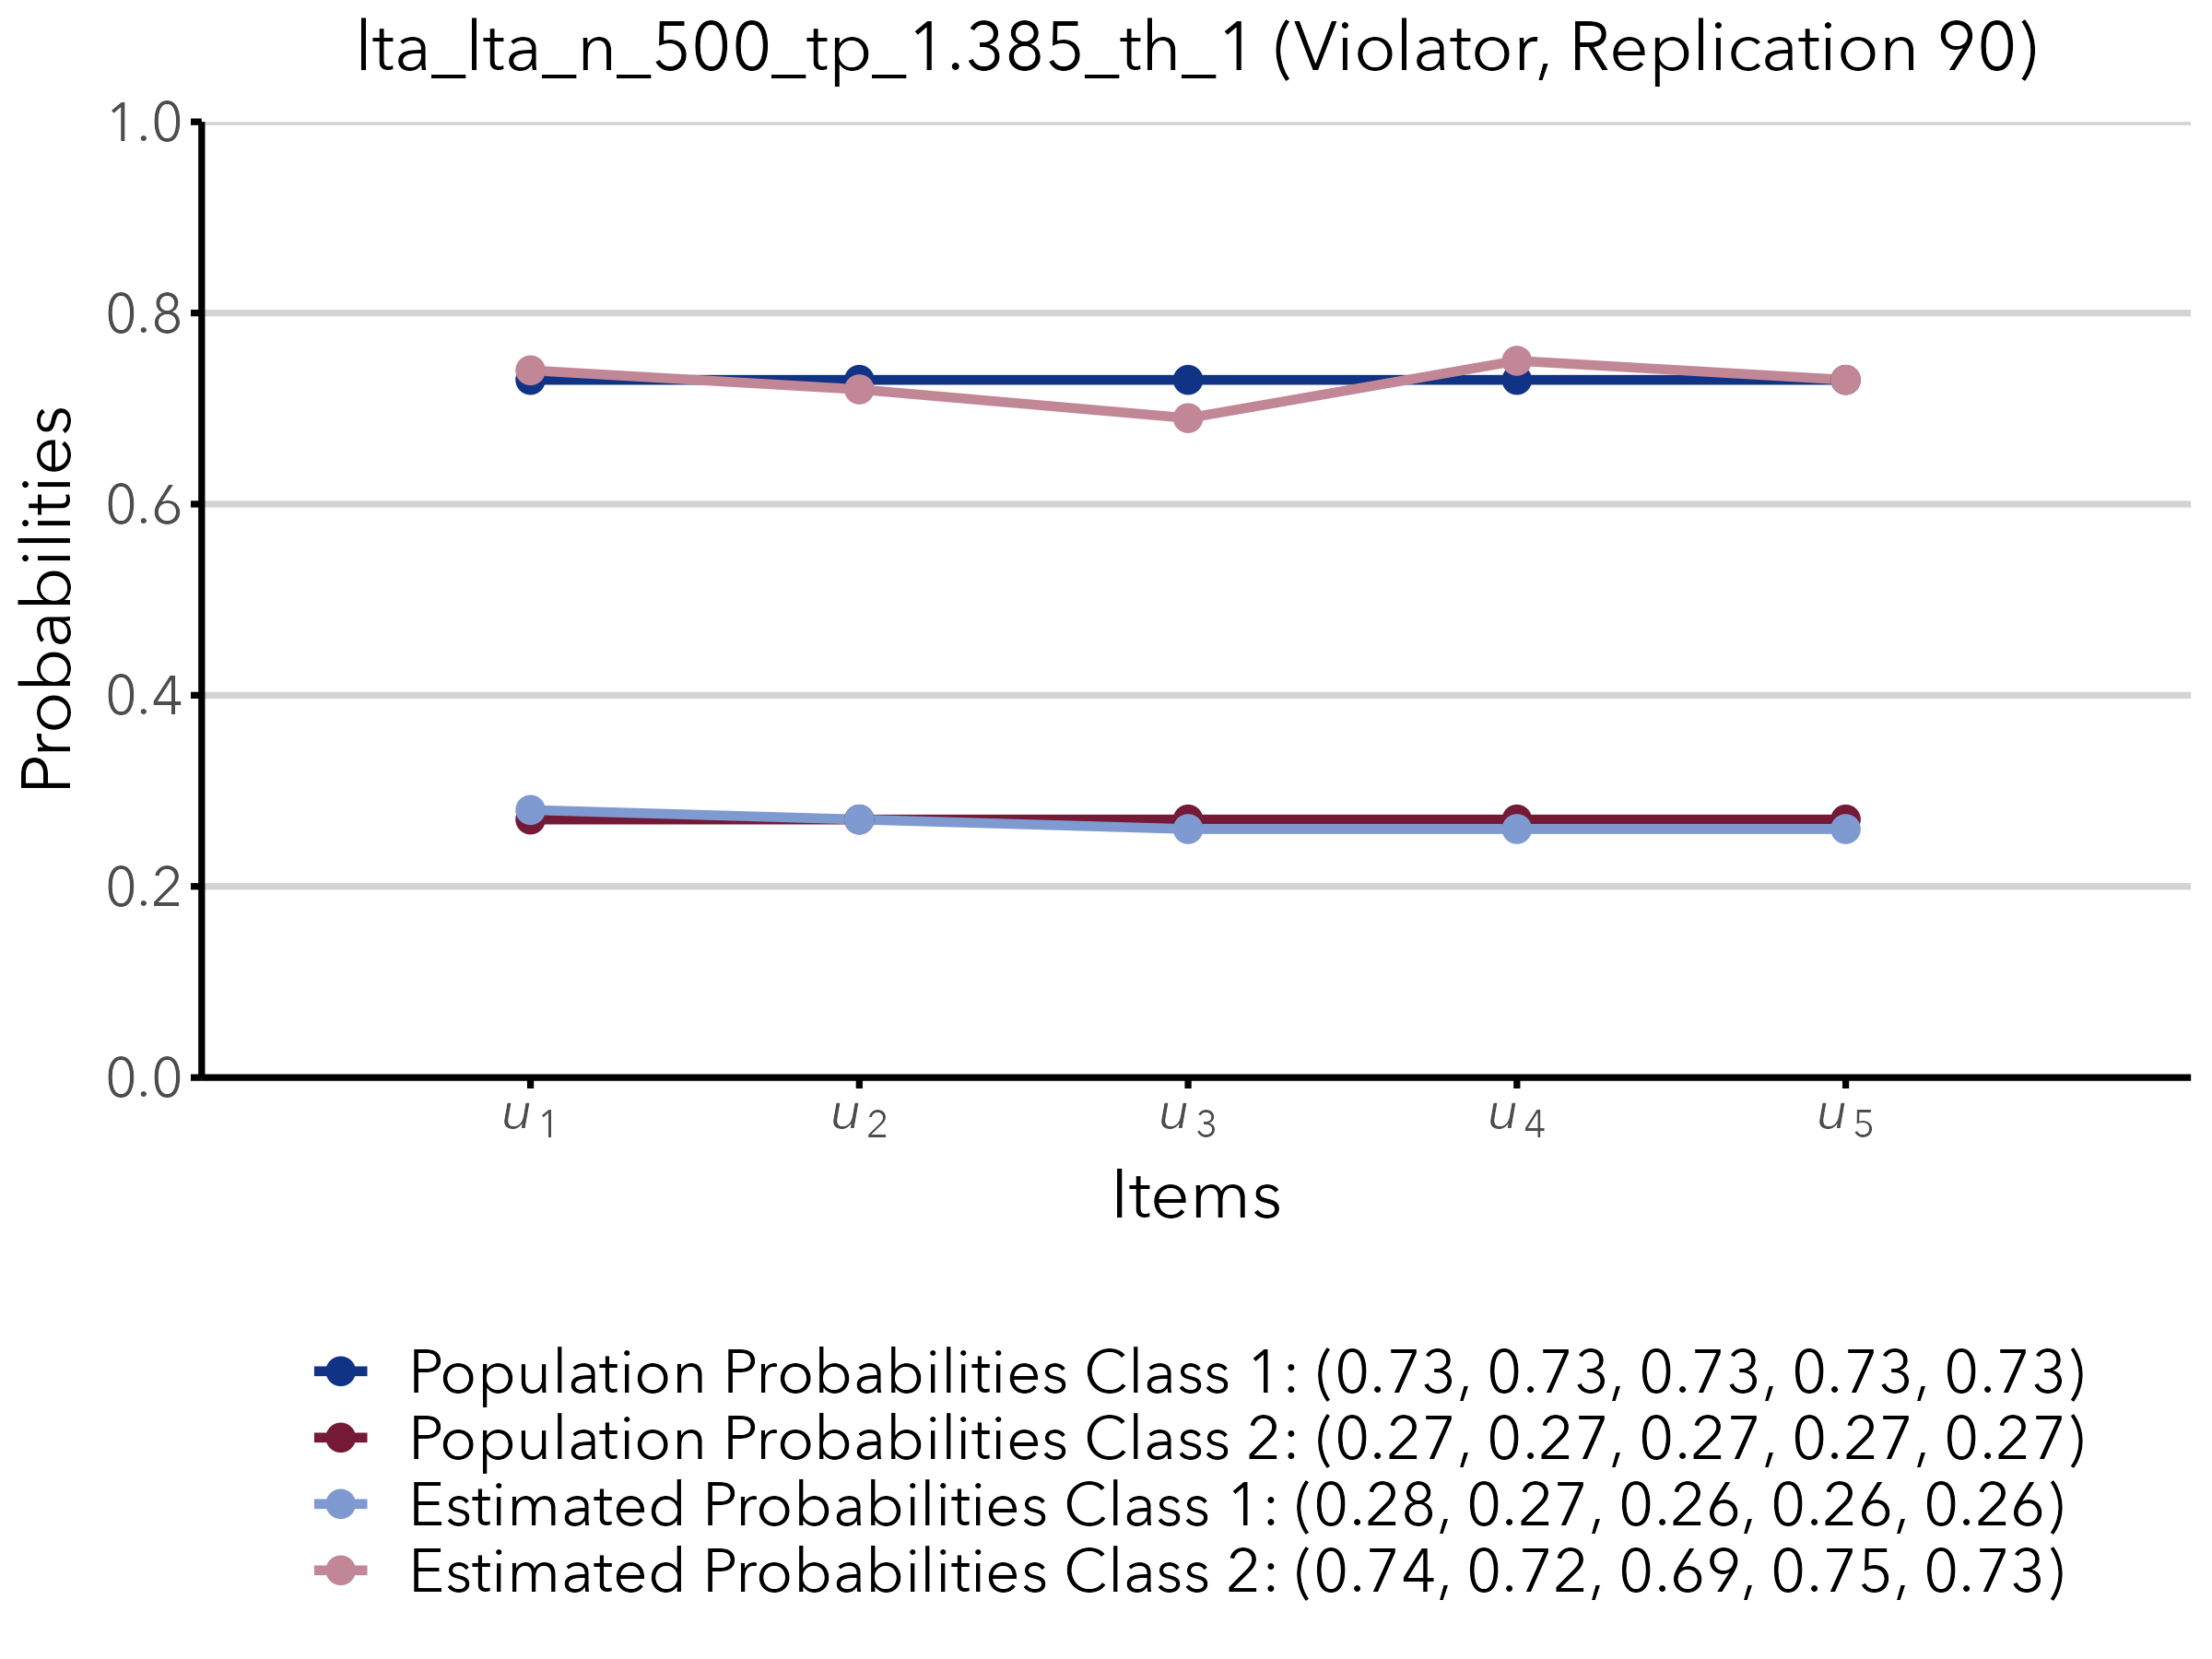 lta_lta_n_500_tp_1.385_th_1 (Violator, Replication 90)
1.0
0.8
0.6
0.4
0.2
0.0
Probabilities
u1 u2 u3 u4 u5
Items
Population Probabilities Class 1: (0.73, 0.73, 0.73, 0.73, 0.73)
Population Probabilities Class 2: (0.27, 0.27, 0.27, 0.27, 0.27)
Estimated Probabilities Class 1: (0.28, 0.27, 0.26, 0.26, 0.26)
Estimated Probabilities Class 2: (0.74, 0.72, 0.69, 0.75, 0.73)